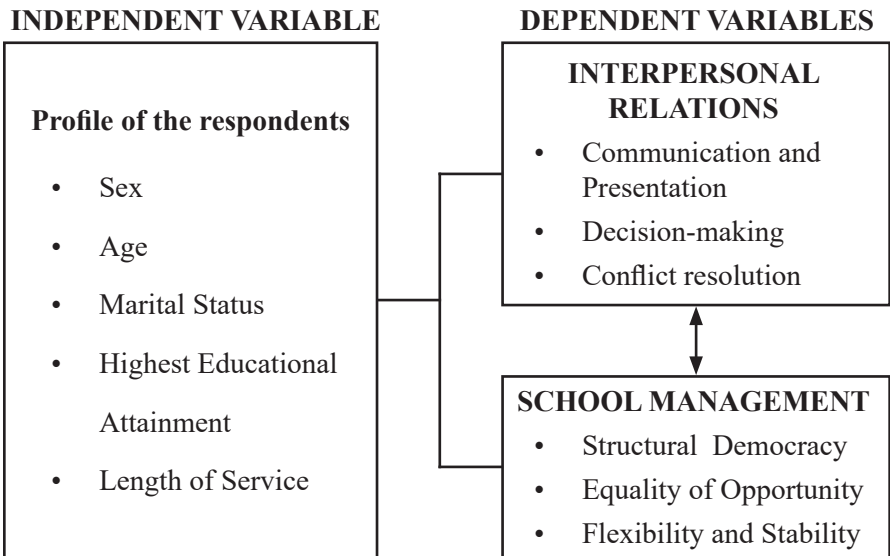 INDEPENDENT VARIABLE
Profile of the respondents
• Sex
• Age
• Marital Status
• Highest Educational
Attainment
• Length of Service
DEPENDENT VARIABLES
INTERPERSONAL
RELATIONS
• Communication and
Presentation
• Decision-making
• Conflict resolution
SCHOOL MANAGEMENT
• Structural Democracy
• Equality of Opportunity
• Flexibility and Stability